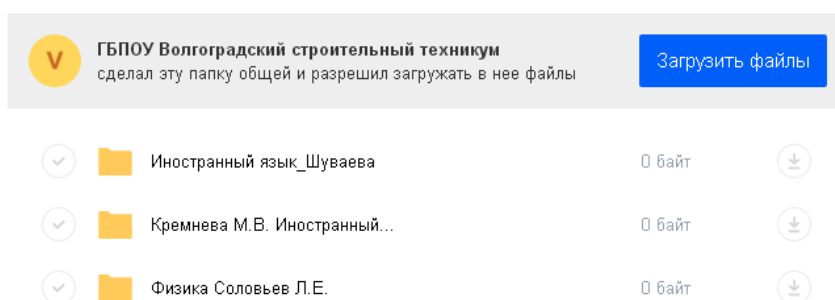 V
ГБПОУ Волгоградский строительный техникум
сделал эту папку общей и разрешил загружать в нее файлы
Загрузить файлы
Иностранный язык_Шуваева 0 байт
Кремнева М.В. Иностранный... 0 байт
Физика Соловьев Л.Е. 0 байт